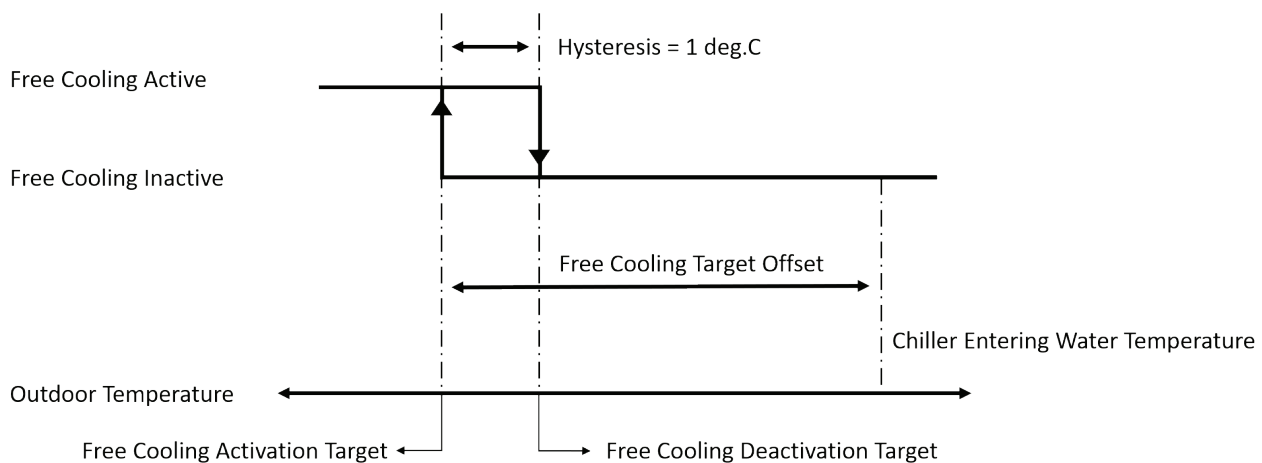 Hysteresis = 1 deg.C
Free Cooling Active
Free Cooling Inactive
Free Cooling Target Offset
Chiller Entering Water Temperature
Outdoor Temperature
Free Cooling Activation Target
Free Cooling Deactivation Target